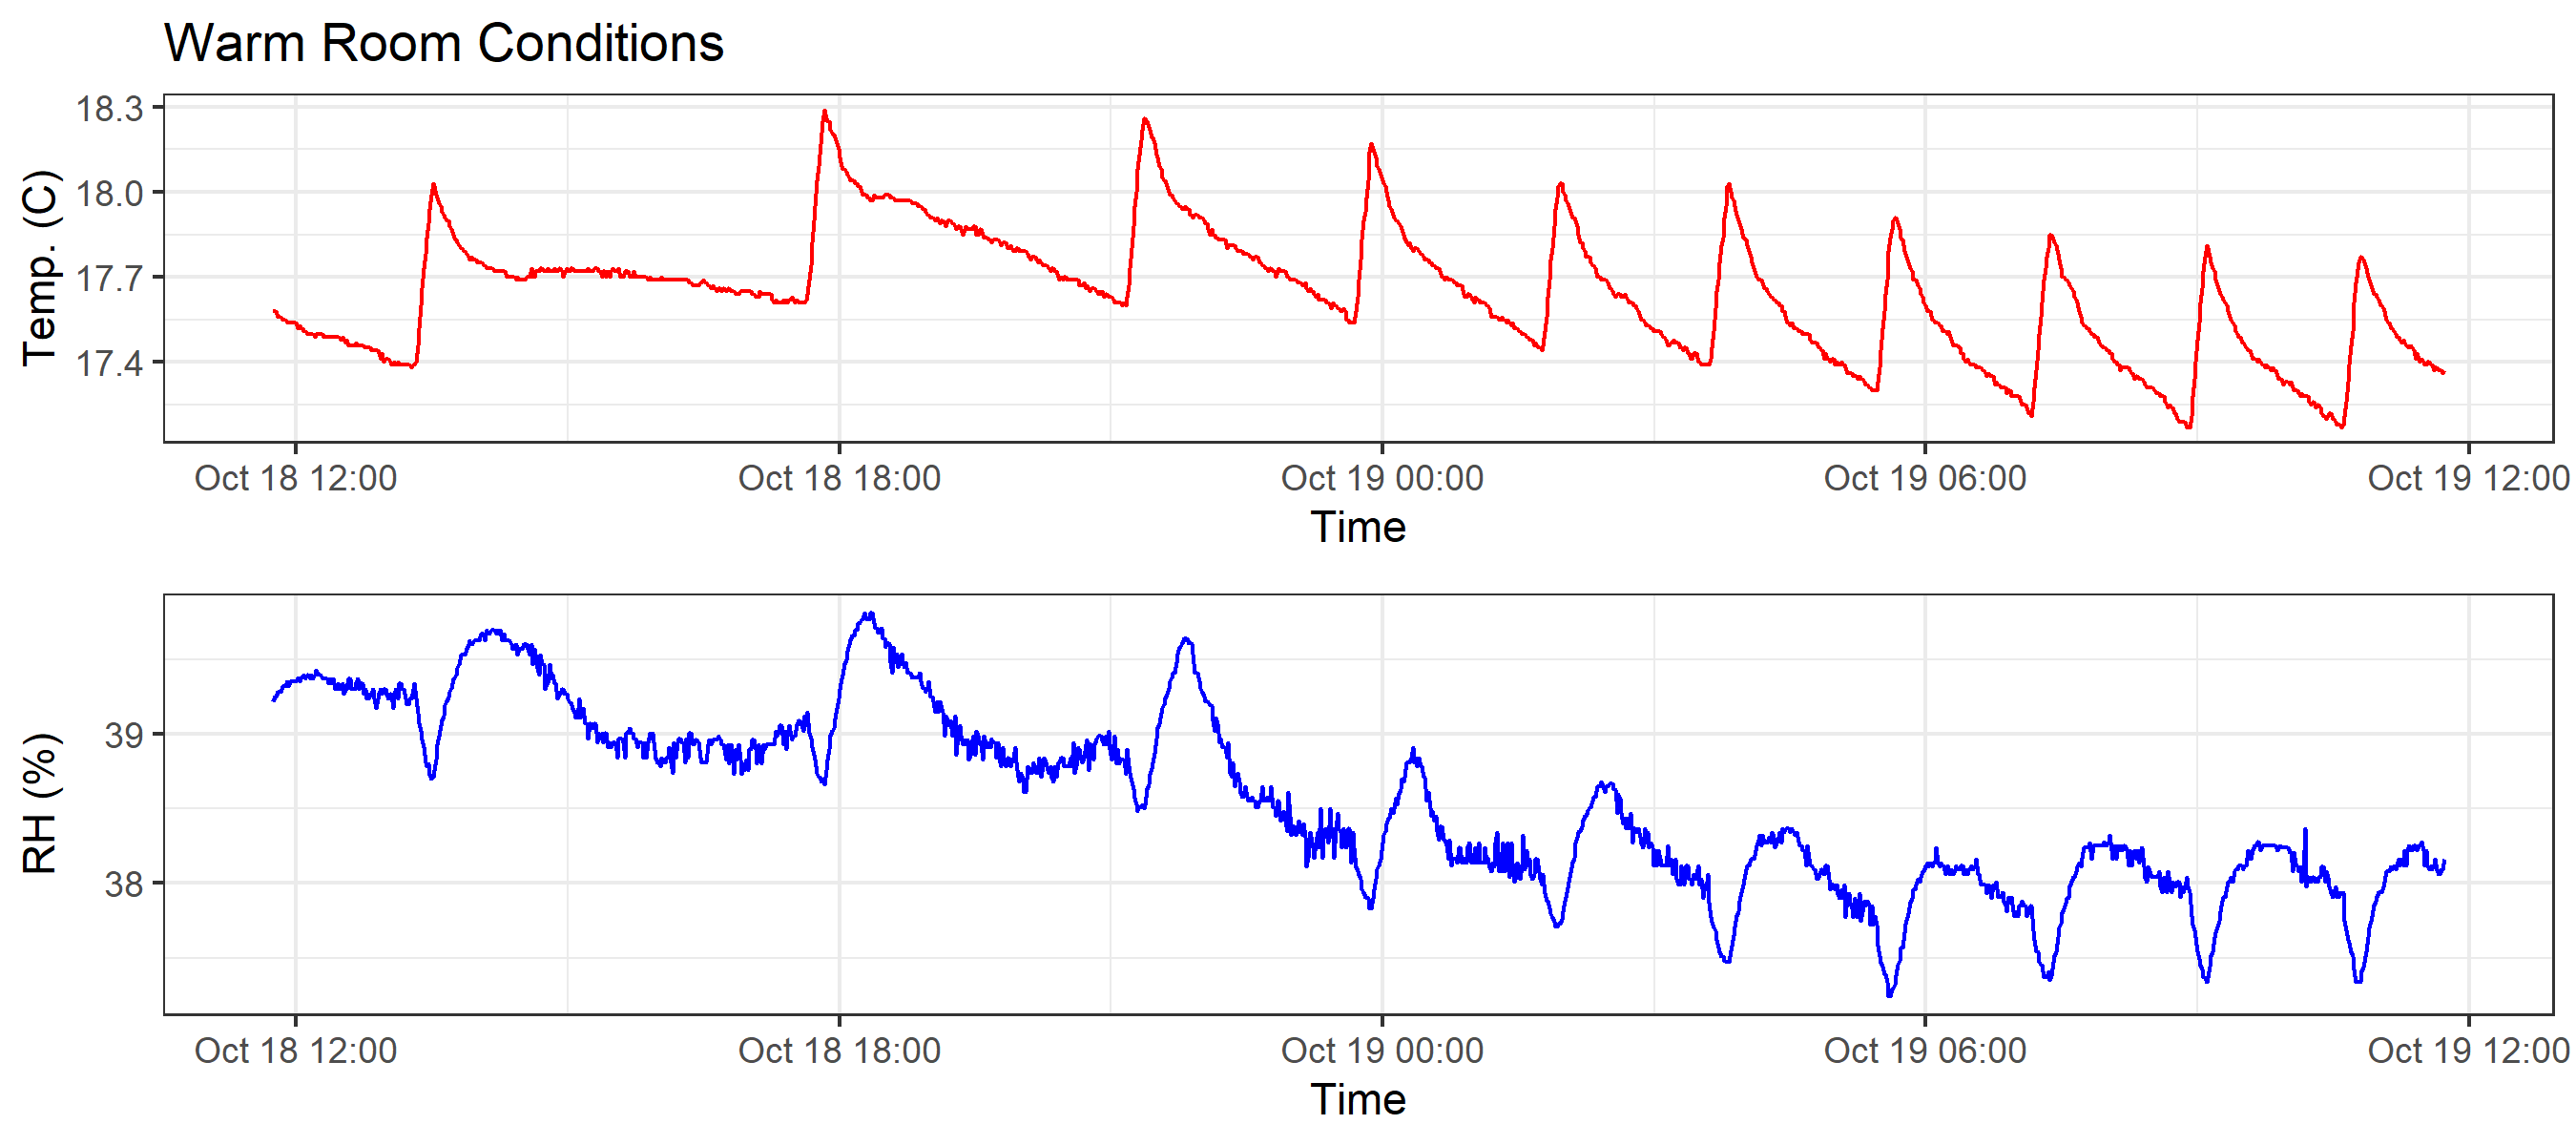 Warm Room Conditions
Temp. (C)
18.3
18.0
17.7
17.4
Oct 18 12:00 Oct 18 18:00 Oct 19 00:00 Oct 19 06:00 Oct 19 12:00
Time
RH (%)
39
38
Oct 18 12:00 Oct 18 18:00 Oct 19 00:00 Oct 19 06:00 Oct 19 12:00
Time